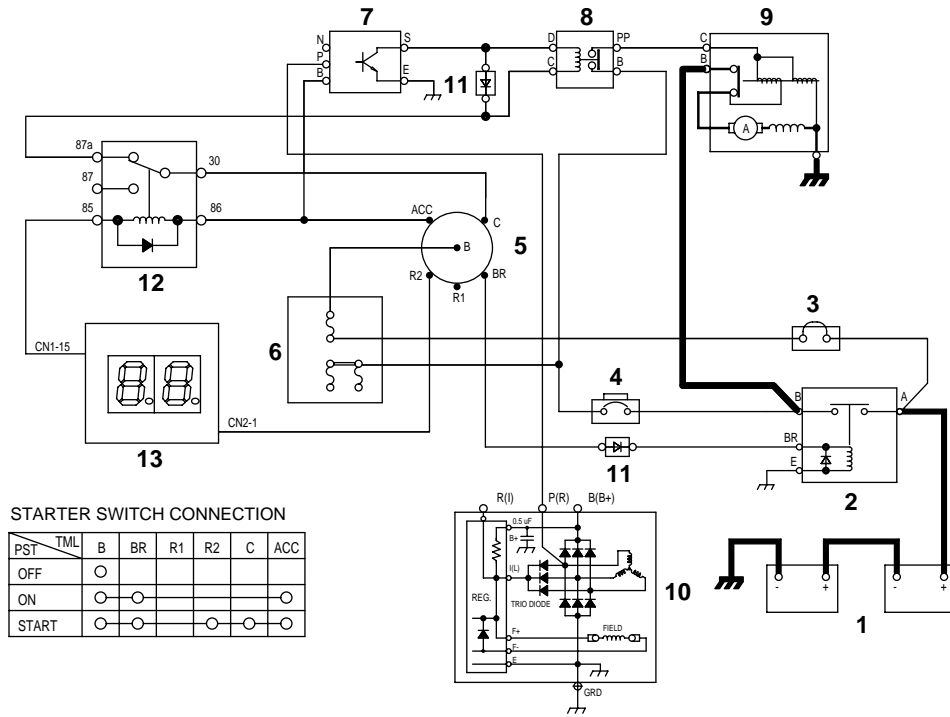 7
8
9
N
P
B
S
E
11
D
C
PP
B
C
B
A
87a
87
85
30
86
12
ACC
C
B
R2
BR
R1
5
6
3
4
CN1-15
CN2-1
13
B
A
BR
E
11
2
R(I)
P(R)
B(B+)
0.5 uF
B+
I(L)
REG.
TRIO DIODE
F+
FIELD
F-
E
GRD
10
- +
- +
1
STARTER SWITCH CONNECTION
PST TML B BR R1 R2 C ACC
OFF
ON
START